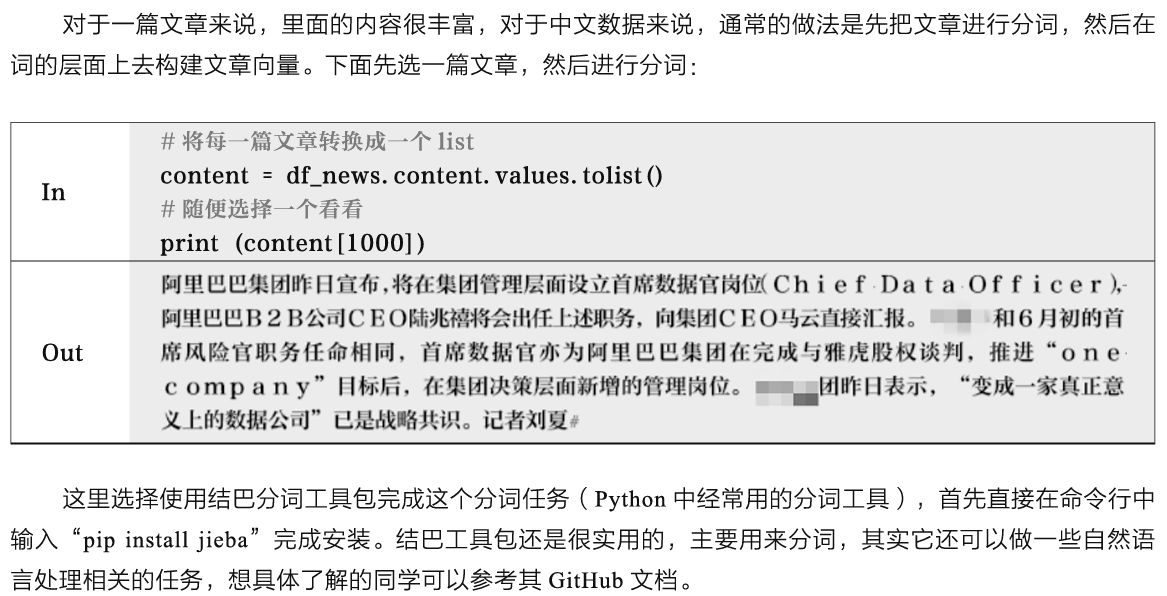 对于一篇文章来说，里面的内容很丰富，对于中文数据来说，通常的做法是先把文章进行分词，然后在
词的层面上去构建文章向量。下面先选一篇文章，然后进行分词：
In
# 将每一篇文章转换成一个 list
content = df_news.content.values.tolist()
# 随便选择一个看看
print (content[1000])
Out
阿里巴巴集团昨日宣布，将在集团管理层面设立首席数据官岗位（Ｃｈｉｅｆ Ｄａｔａ Ｏｆｆｉｃｅｒ），
阿里巴巴Ｂ２Ｂ公司ＣＥＯ陆兆禧将会出任上述职务，向集团ＣＥＯ马云直接汇报。 和６月初的首
席风险官职务任命相同，首席数据官亦为阿里巴巴集团在完成与雅虎股权谈判，推进“ｏｎｅ
ｃｏｍｐａｎｙ”目标后，在集团决策层面新增的管理岗位。 团昨日表示，“变成一家真正意
义上的数据公司”已是战略共识。记者刘夏#
这里选择使用结巴分词工具包完成这个分词任务（Python 中经常用的分词工具），首先直接在命令行中
输入“pip install jieba”完成安装。结巴工具包还是很实用的，主要用来分词，其实它还可以做一些自然语
言处理相关的任务，想具体了解的同学可以参考其 GitHub 文档。